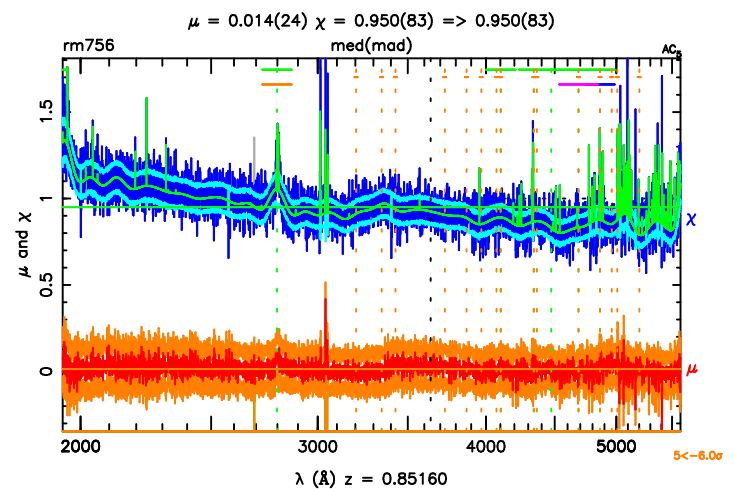 μ = 0.014(24) χ = 0.950(83) => 0.950(83)
rm756 med(mad) AC5
1.5
1
0.5
0
μ and χ
χ
μ
2000 3000 4000 5000
5<-6.0σ
λ (Å) z = 0.85160